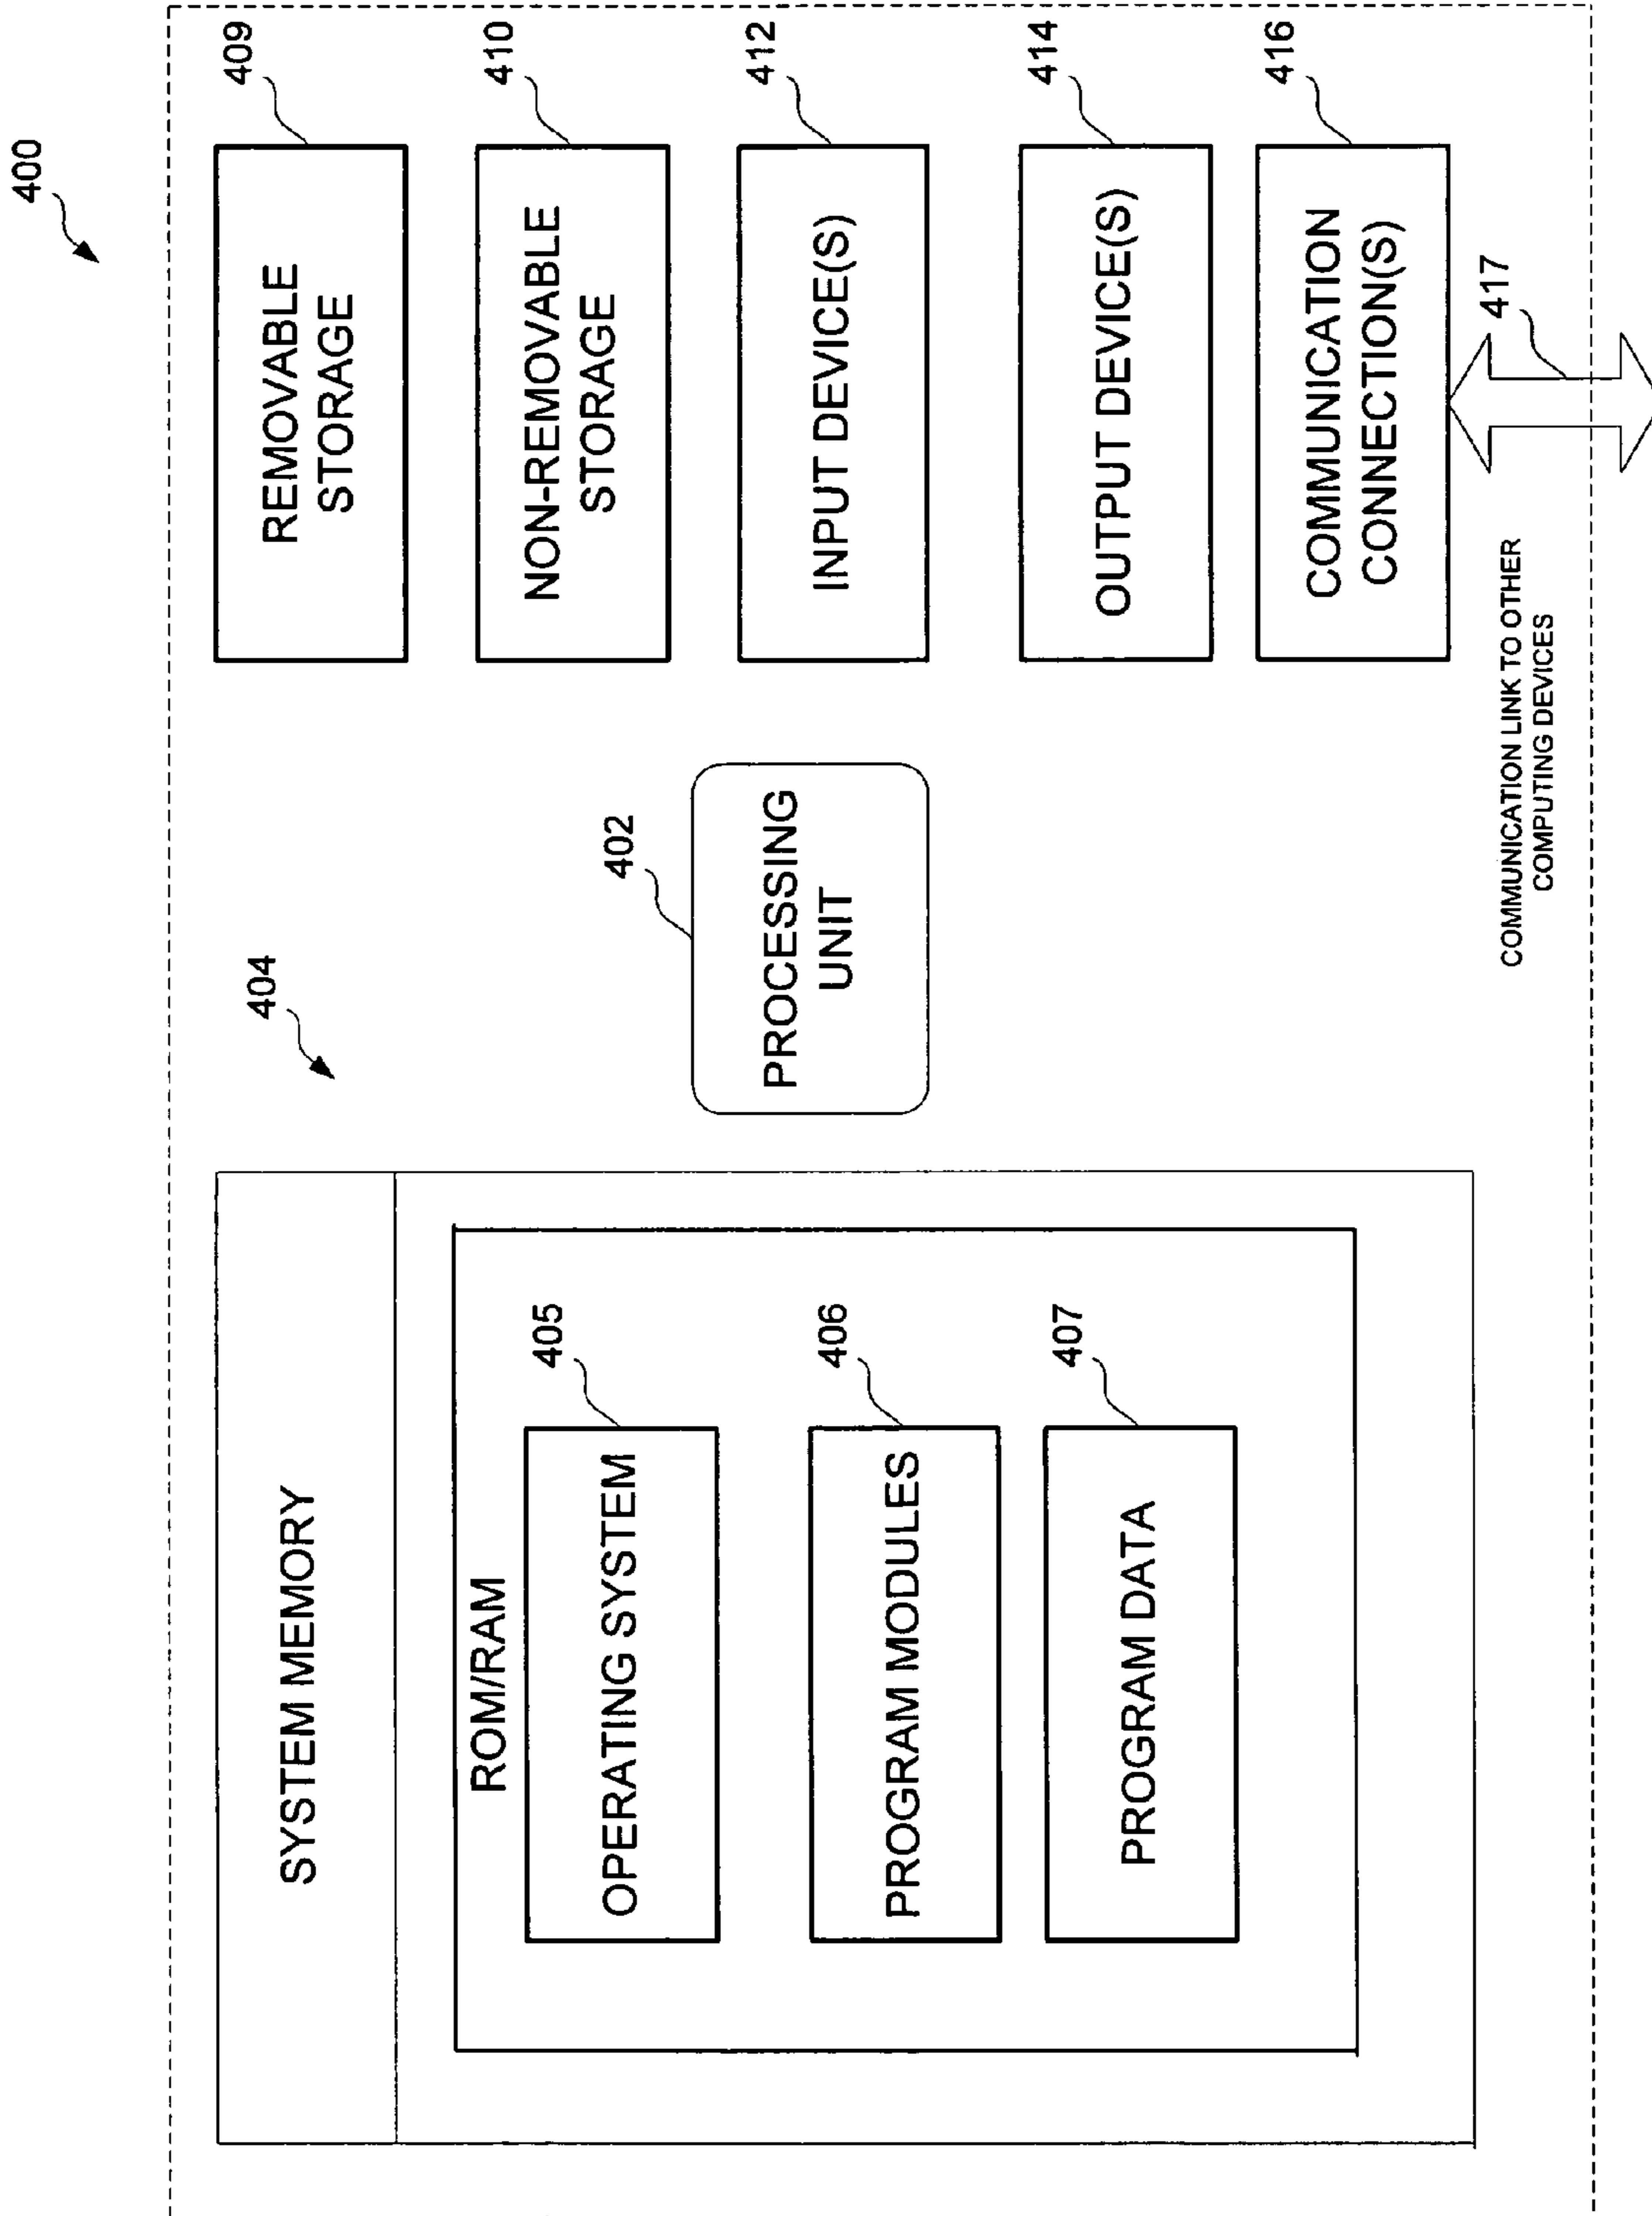 400
404
SYSTEM MEMORY
ROM/RAM
405
OPERATING SYSTEM
406
PROGRAM MODULES
407
PROGRAM DATA
402
PROCESSING
UNIT
409
REMOVABLE
STORAGE
410
NON-REMOVABLE
STORAGE
412
INPUT DEVICE(S)
414
OUTPUT DEVICE(S)
416
COMMUNICATION
CONNECTION(S)
417
COMMUNICATION LINK TO OTHER
COMPUTING DEVICES